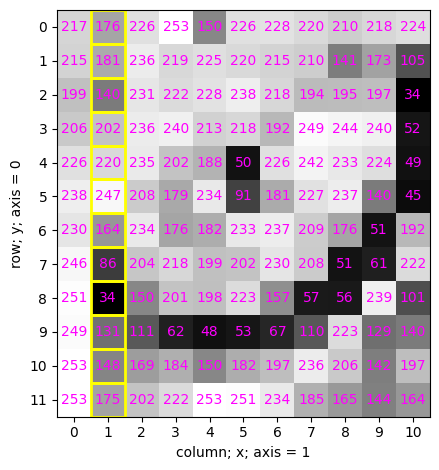 0 217 176 226 253 150 226 228 220 210 218 224
1 215 181 236 219 225 220 215 210 141 173 105
2 199 140 231 222 228 238 218 194 195 197 34
3 206 202 236 240 213 218 192 249 244 240 52
4 226 220 235 202 188 50 226 242 233 224 49
5 238 247 208 179 234 91 181 227 237 140 45
6 230 164 234 176 182 233 237 209 176 51 192
7 246 86 204 218 199 202 230 208 51 61 222
8 251 34 150 201 198 223 157 57 56 239 101
9 249 111 62 48 53 67 110 223 140
10 253 148 169 184 150 182 197 236 206 142 197
11 253 175 202 222 253 251 234 185 165 144 164
0 1 2 3 4 5 6 7 8 9 10
column; x; axis = 1
row; y; axis = 0